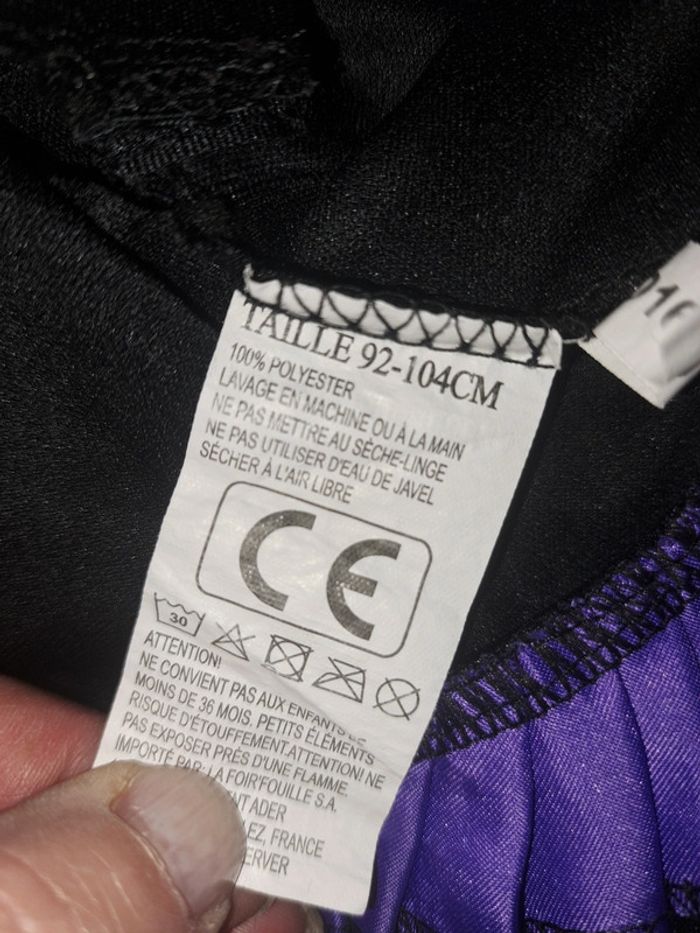 TAILLE 92-104CM
100% POLYESTER
LAVAGE EN MACHINE OU À LA MAIN
NE PAS METTRE AU SÈCHE-LINGE
NE PAS UTILISER D'EAU DE JAVEL
SÉCHER À L'AIR LIBRE
CE
30
ATTENTION!
NE CONVIENT PAS AUX ENFANTS DE
MOINS DE 36 MOIS. PETITS ÉLÉMENTS
RISQUE D'ÉTOUFFEMENT.ATTENTION! NE
PAS EXPOSER PRÈS D'UNE FLAMME.
IMPORTÉ PAR: LA FOIR'FOUILLE S.A.
ADER
FRANCE